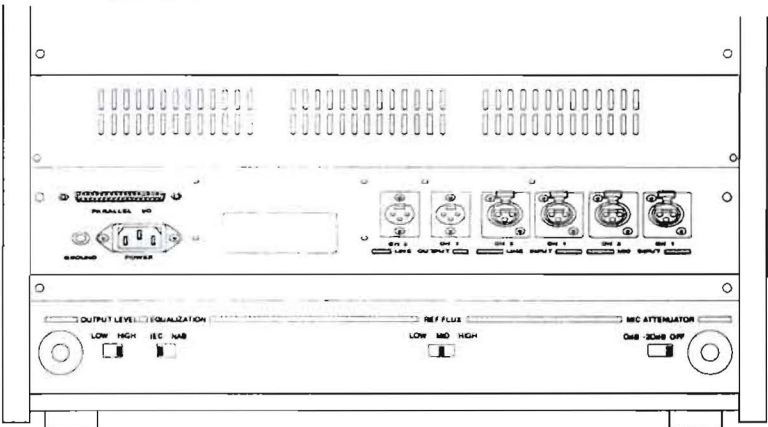 PARALLEL I/O
GROUND POWER
CH 2 CH 1 CH 2 CH 1 CH 2 CH 1
LINE OUTPUT LINE INPUT MIC INPUT
OUTPUT LEVEL EQUALIZATION REF FLUX MIC ATTENUATOR
LOW HIGH IEC NAB LOW MID HIGH 0dB -20dB OFF